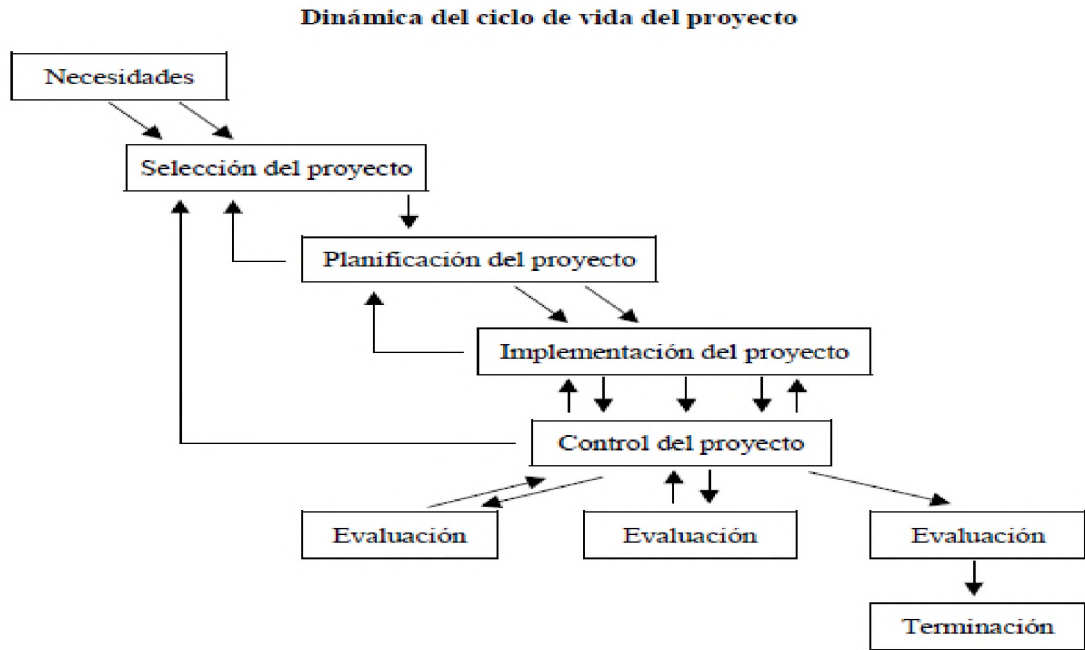 Dinámica del ciclo de vida del proyecto
Necesidades
Selección del proyecto
Planificación del proyecto
Implementación del proyecto
Control del proyecto
Evaluación
Evaluación
Evaluación
Terminación